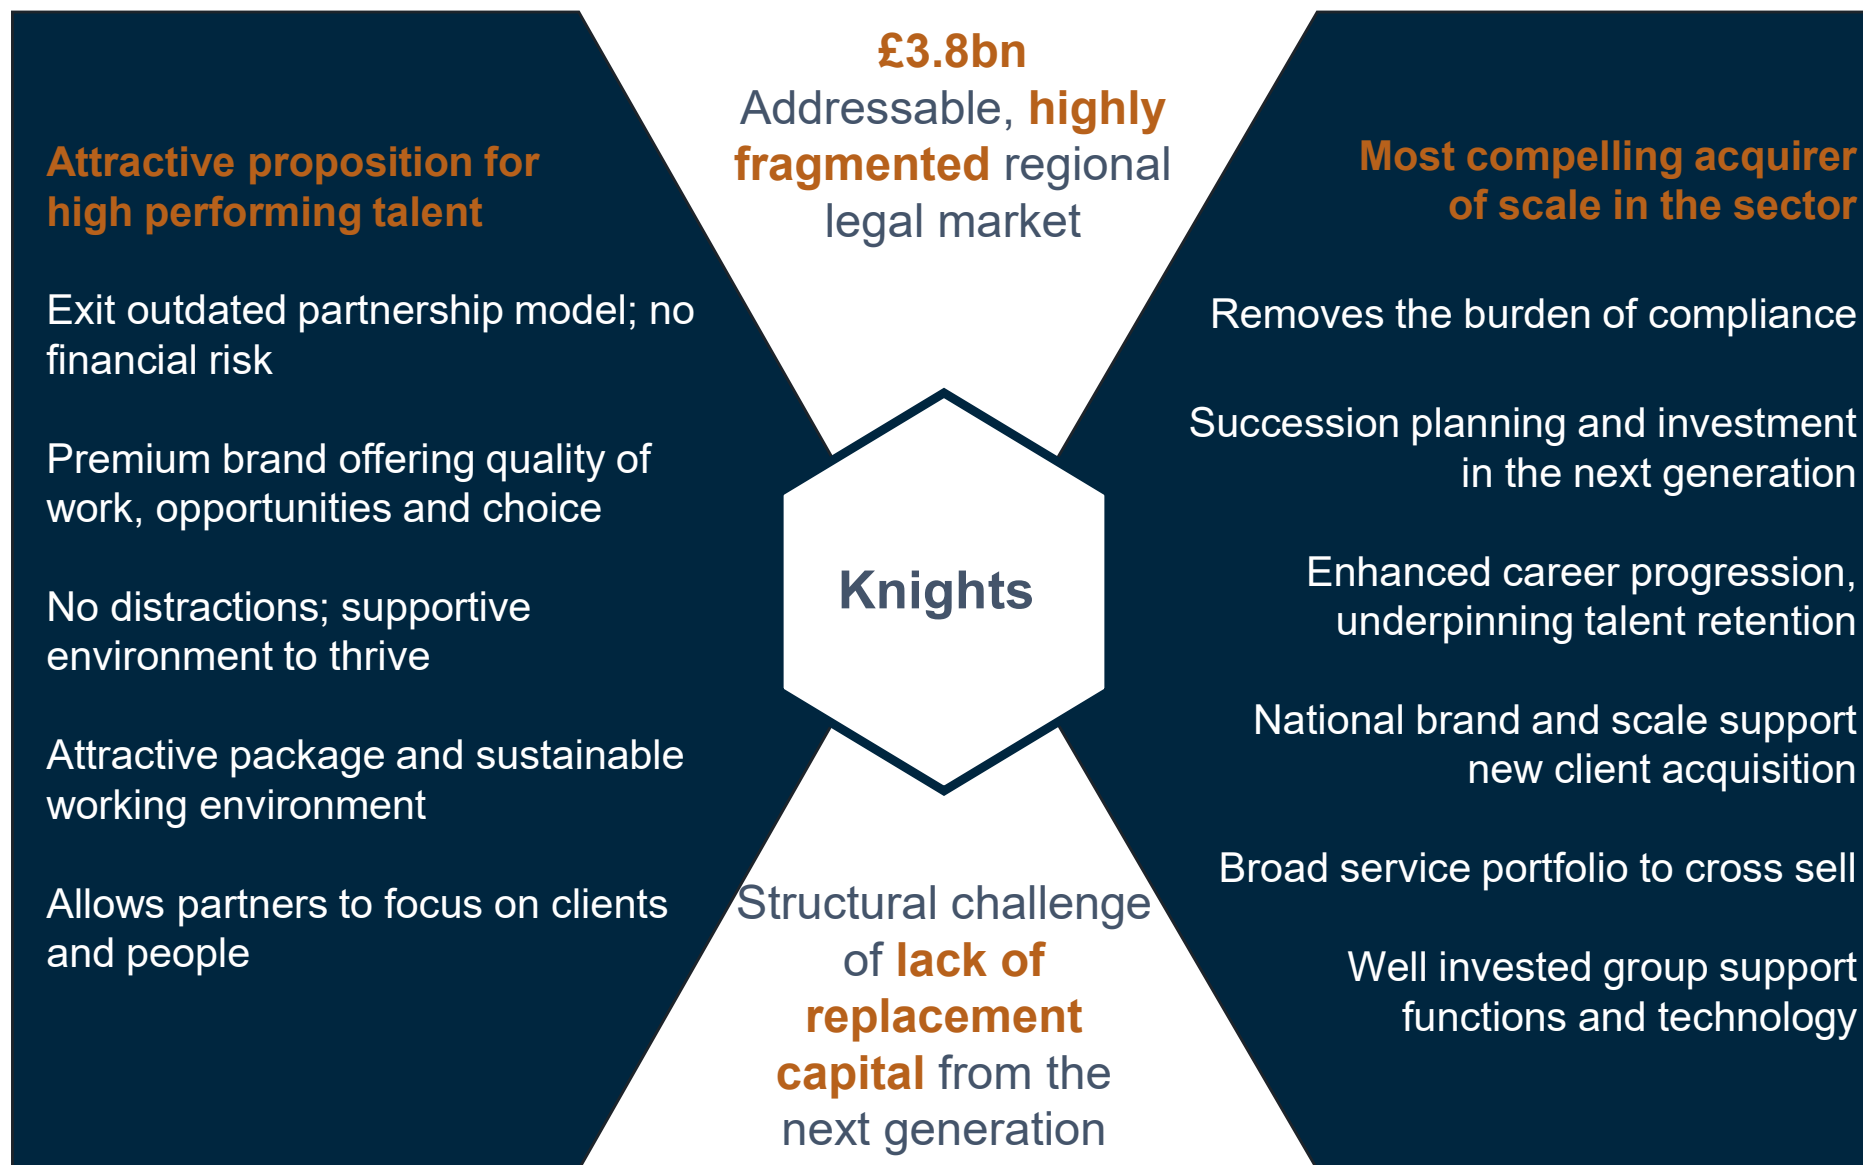 £3.8bn
Addressable, highly
fragmented regional
legal market
Attractive proposition for
high performing talent
Exit outdated partnership model; no
financial risk
Premium brand offering quality of
work, opportunities and choice
No distractions; supportive
environment to thrive
Attractive package and sustainable
working environment
Allows partners to focus on clients
and people
Knights
Most compelling acquirer
of scale in the sector
Removes the burden of compliance
Succession planning and investment
in the next generation
Enhanced career progression,
underpinning talent retention
National brand and scale support
new client acquisition
Broad service portfolio to cross sell
Well invested group support
functions and technology
Structural challenge
of lack of
replacement
capital from the
next generation